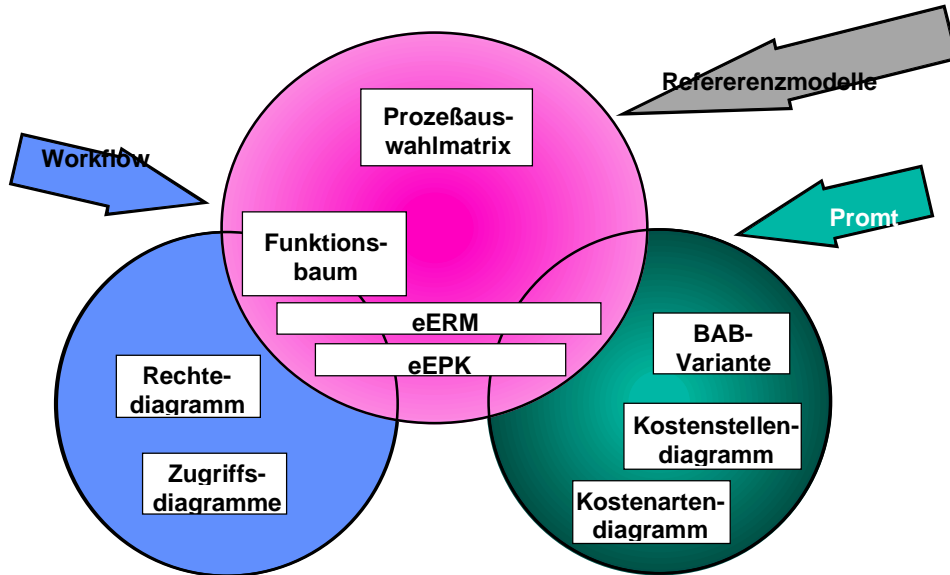 Refererenzmodelle
Prozeßaus-
wahlmatrix
Workflow
Promt
Funktions-
baum
eERM
eEPK
BAB-
Variante
Rechte-
diagramm
Kostenstellen-
diagramm
Zugriffs-
diagramme
Kostenarten-
diagramm